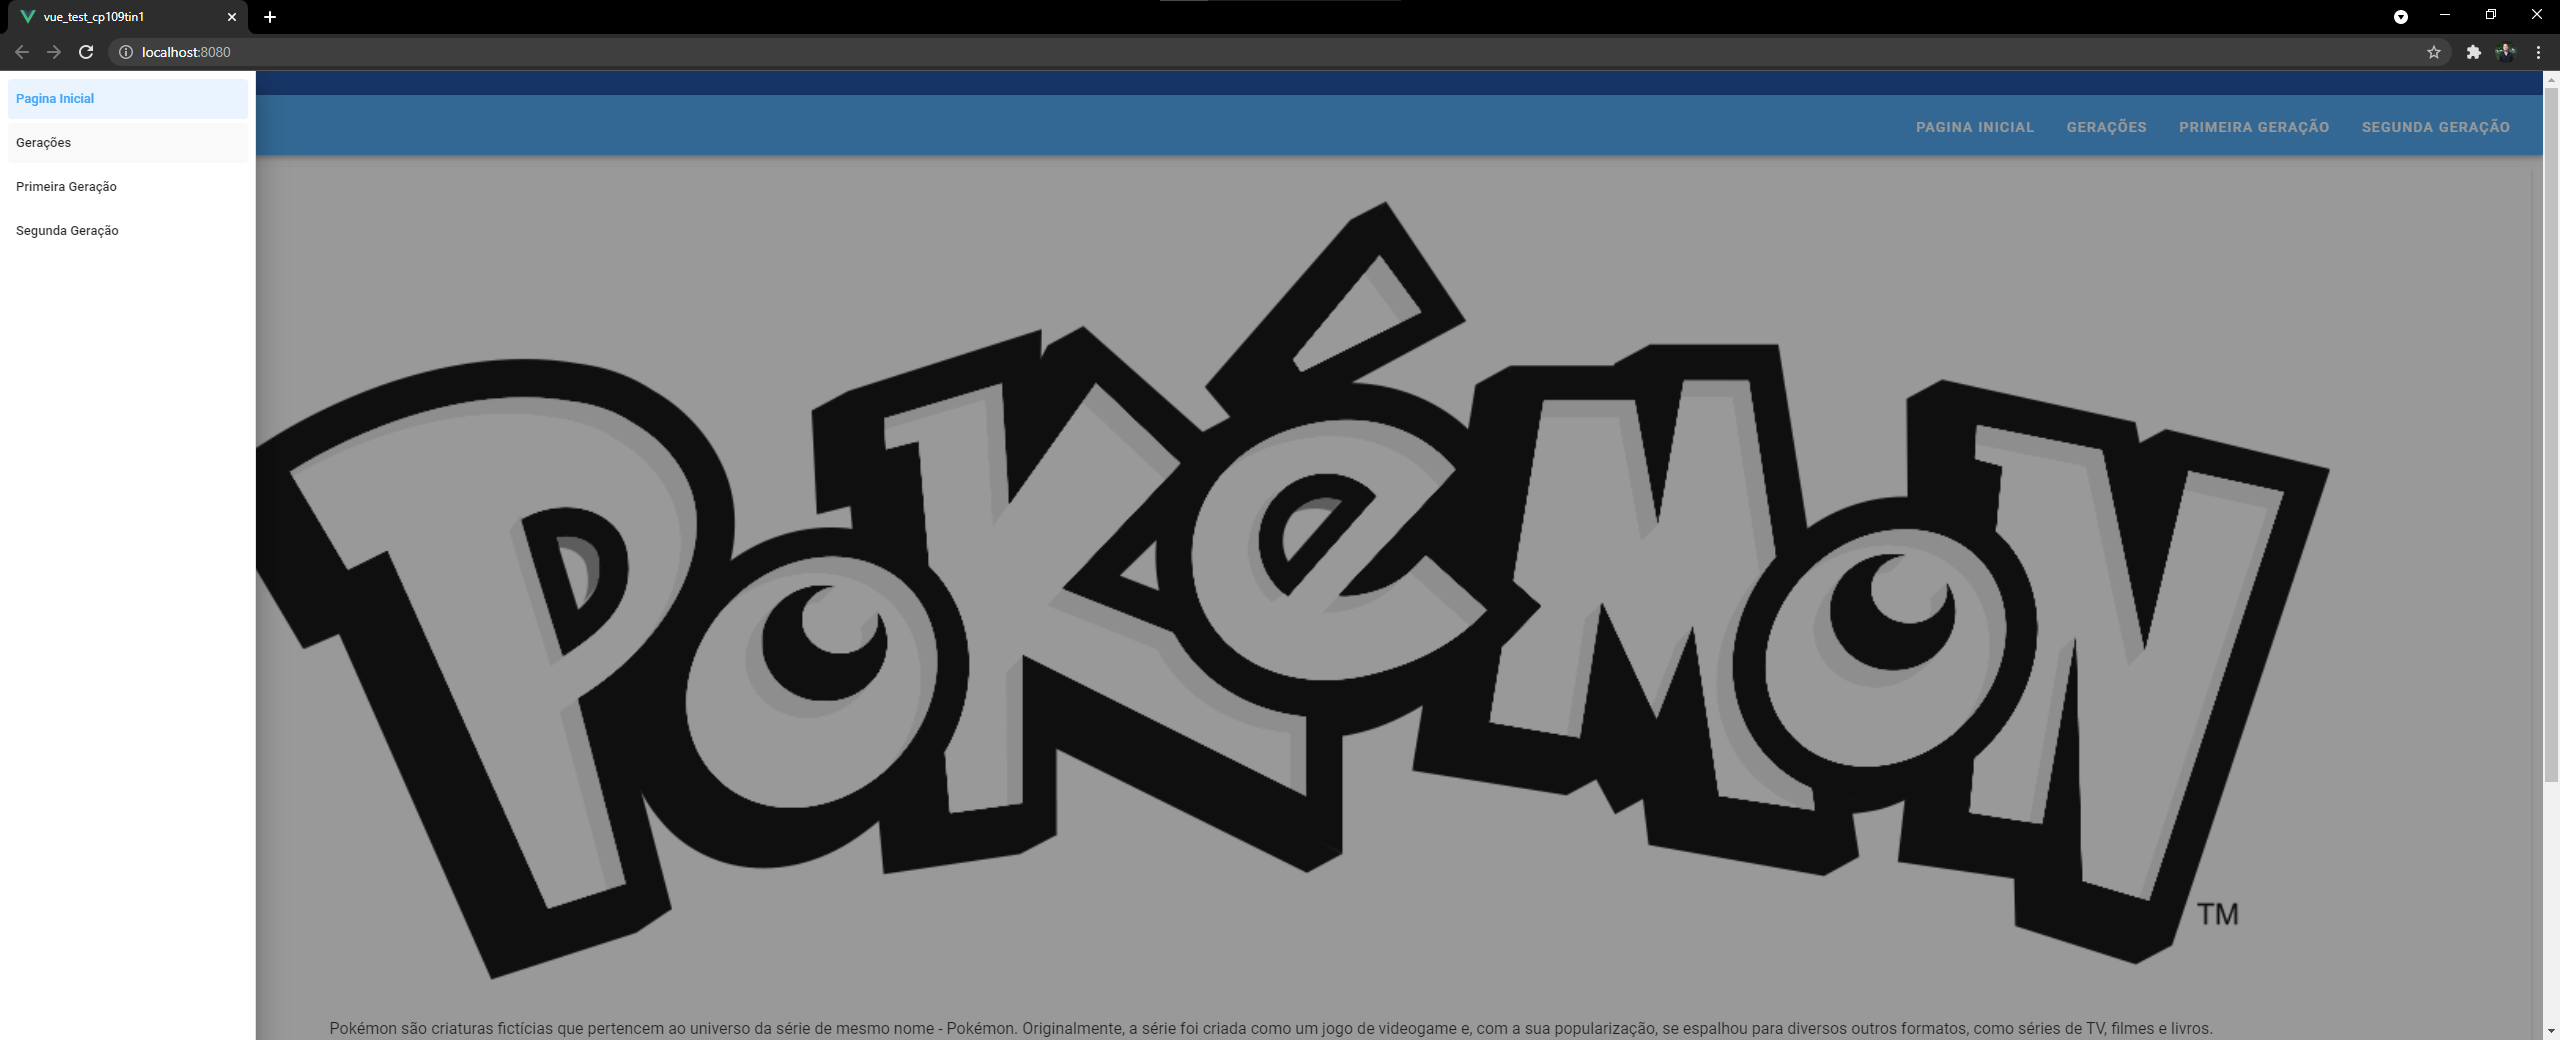 vue_test_cp109tin1
localhost:8080
Pagina Inicial
Gerações
Primeira Geração
Segunda Geração
PAGINA INICIAL GERAÇÕES PRIMEIRA GERAÇÃO SEGUNDA GERAÇÃO
POKéMON
TM
Pokémon são criaturas fictícias que pertencem ao universo da série de mesmo nome - Pokémon. Originalmente, a série foi criada como um jogo de videogame e, com a sua popularização, se espalhou para diversos outros formatos, como séries de TV, filmes e livros.